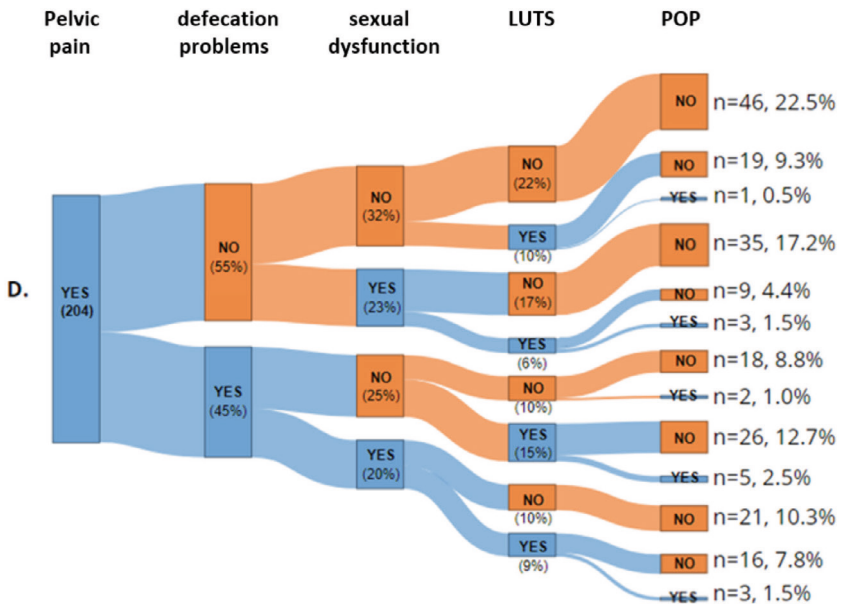 Pelvic pain
defecation problems
sexual dysfunction
LUTS
POP
D.
YES
(204)
NO
(55%)
YES
(45%)
NO
(32%)
YES
(23%)
NO
(25%)
YES
(20%)
NO
(22%)
YES
(10%)
NO
(17%)
YES
(6%)
NO
(10%)
YES
(15%)
NO
(10%)
YES
(9%)
NO n=46, 22.5%
NO n=19, 9.3%
YES n=1, 0.5%
NO n=35, 17.2%
NO n=9, 4.4%
YES n=3, 1.5%
NO n=18, 8.8%
YES n=2, 1.0%
NO n=26, 12.7%
YES n=5, 2.5%
NO n=21, 10.3%
NO n=16, 7.8%
YES n=3, 1.5%